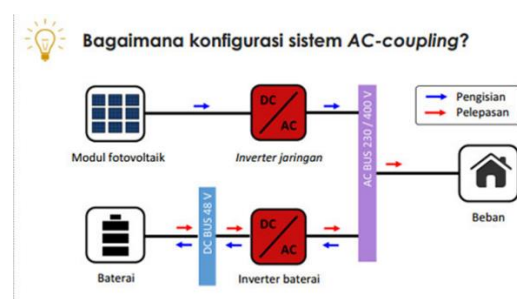 Bagaimana konfigurasi sistem AC-coupling?
DC
AC
Modul fotovoltaik
Inverter jaringan
AC BUS 230 / 400 V
Pengisian
Pelepasan
Beban
DC BUS 48 V
DC
AC
Baterai
Inverter baterai